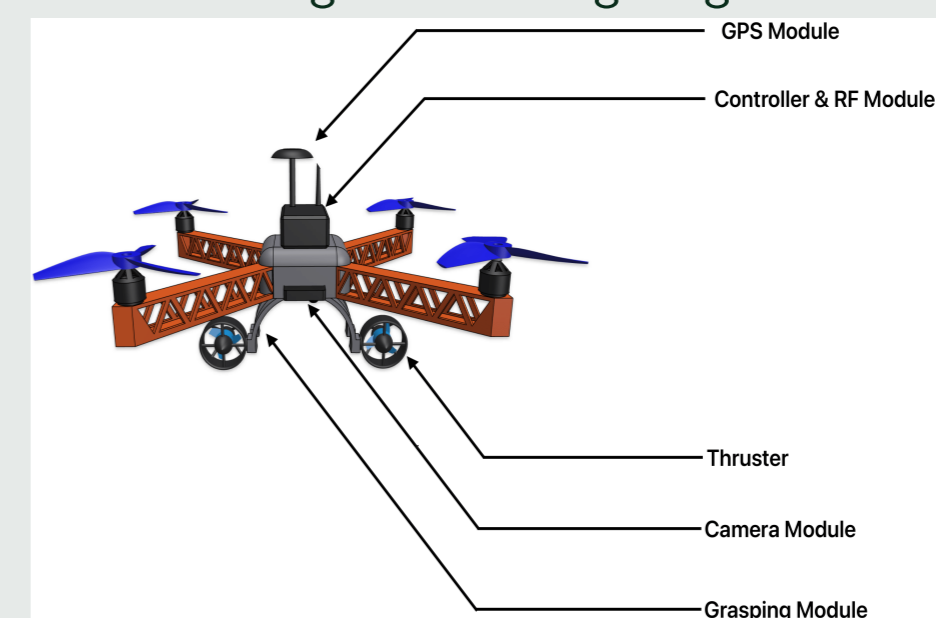 GPS Module
Controller & RF Module
Thruster
Camera Module
Grasping Module